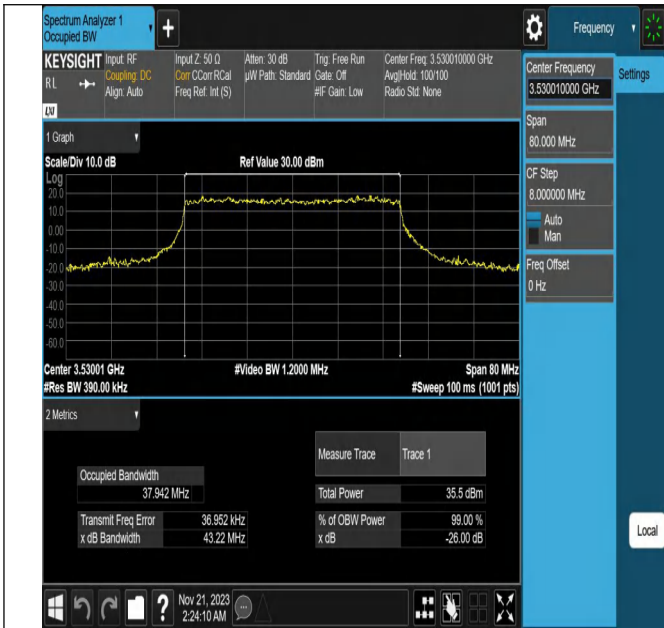 Spectrum Analyzer 1
Occupied BW
+
Frequency
KEYSIGHT Input: RF Input Z: 50 Ω Atten: 30 dB Trig: Free Run Center Freq: 3.530010000 GHz
RL Coupling: DC Corr CCorr RCal µW Path: Standard Gate: Off Avg|Hold: 100/100
Align: Auto Freq Ref: Int (S) #IF Gain: Low Radio Std: None
LXI
Center Frequency
3.530010000 GHz
Settings
Span
80.000 MHz
CF Step
8.000000 MHz
Auto
Man
Freq Offset
0 Hz
1 Graph
Scale/Div 10.0 dB Ref Value 30.00 dBm
Log
20.0
10.0
0.00
-10.0
-20.0
-30.0
-40.0
-50.0
-60.0
Center 3.53001 GHz #Video BW 1.2000 MHz Span 80 MHz
#Res BW 390.00 kHz #Sweep 100 ms (1001 pts)
2 Metrics
Measure Trace Trace 1
Occupied Bandwidth
37.942 MHz
Total Power 35.5 dBm
Transmit Freq Error 36.952 kHz % of OBW Power 99.00 %
x dB Bandwidth 43.22 MHz x dB -26.00 dB
Local
? Nov 21, 2023
2:24:10 AM